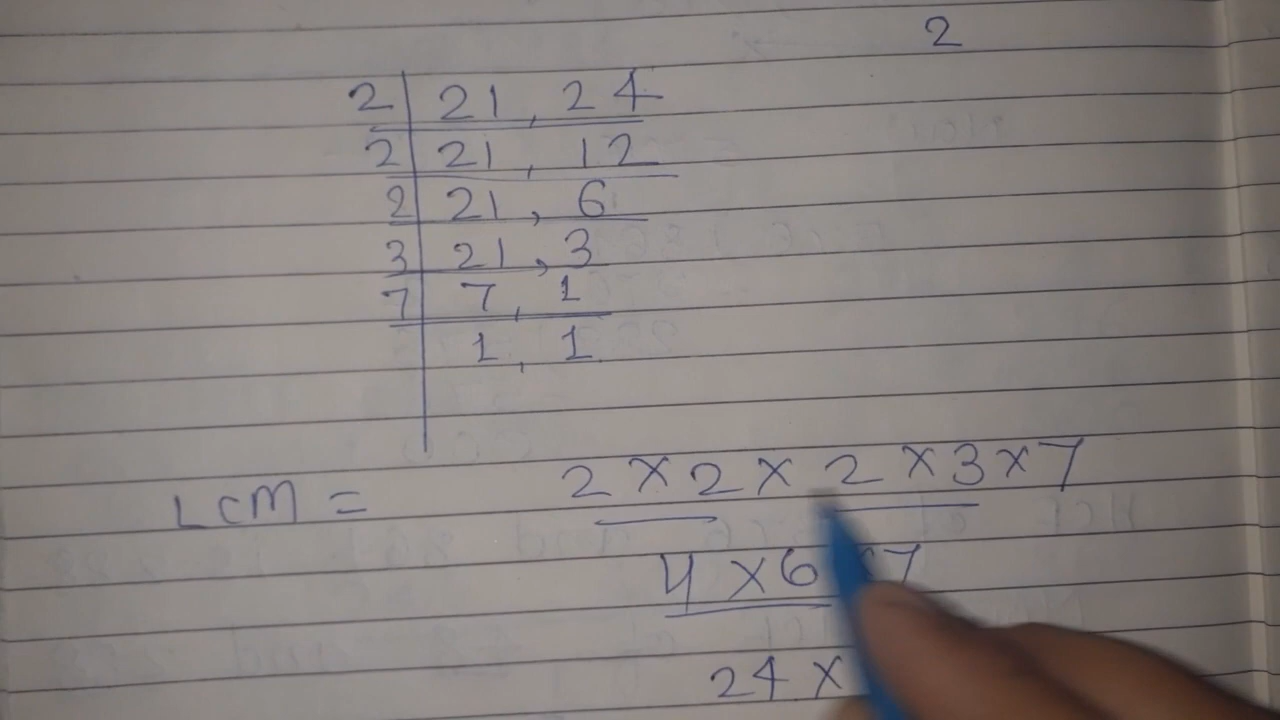 2
2 | 21, 24
2 | 21, 12
2 | 21, 6
3 | 21, 3
7 | 7, 1
1, 1
LCM = 2 × 2 × 2 × 3 × 7
4 × 6 × 7
24 ×